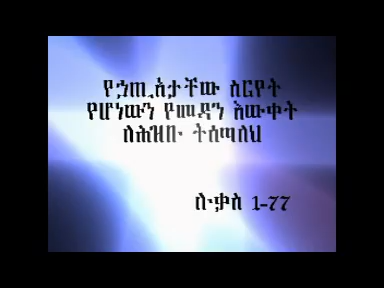 የኃጢአታቸው ስርየት
የሆነውን የመዳን እውቀት
ለሕዝቡ ትሰጣለህ
ሉቃስ 1-77